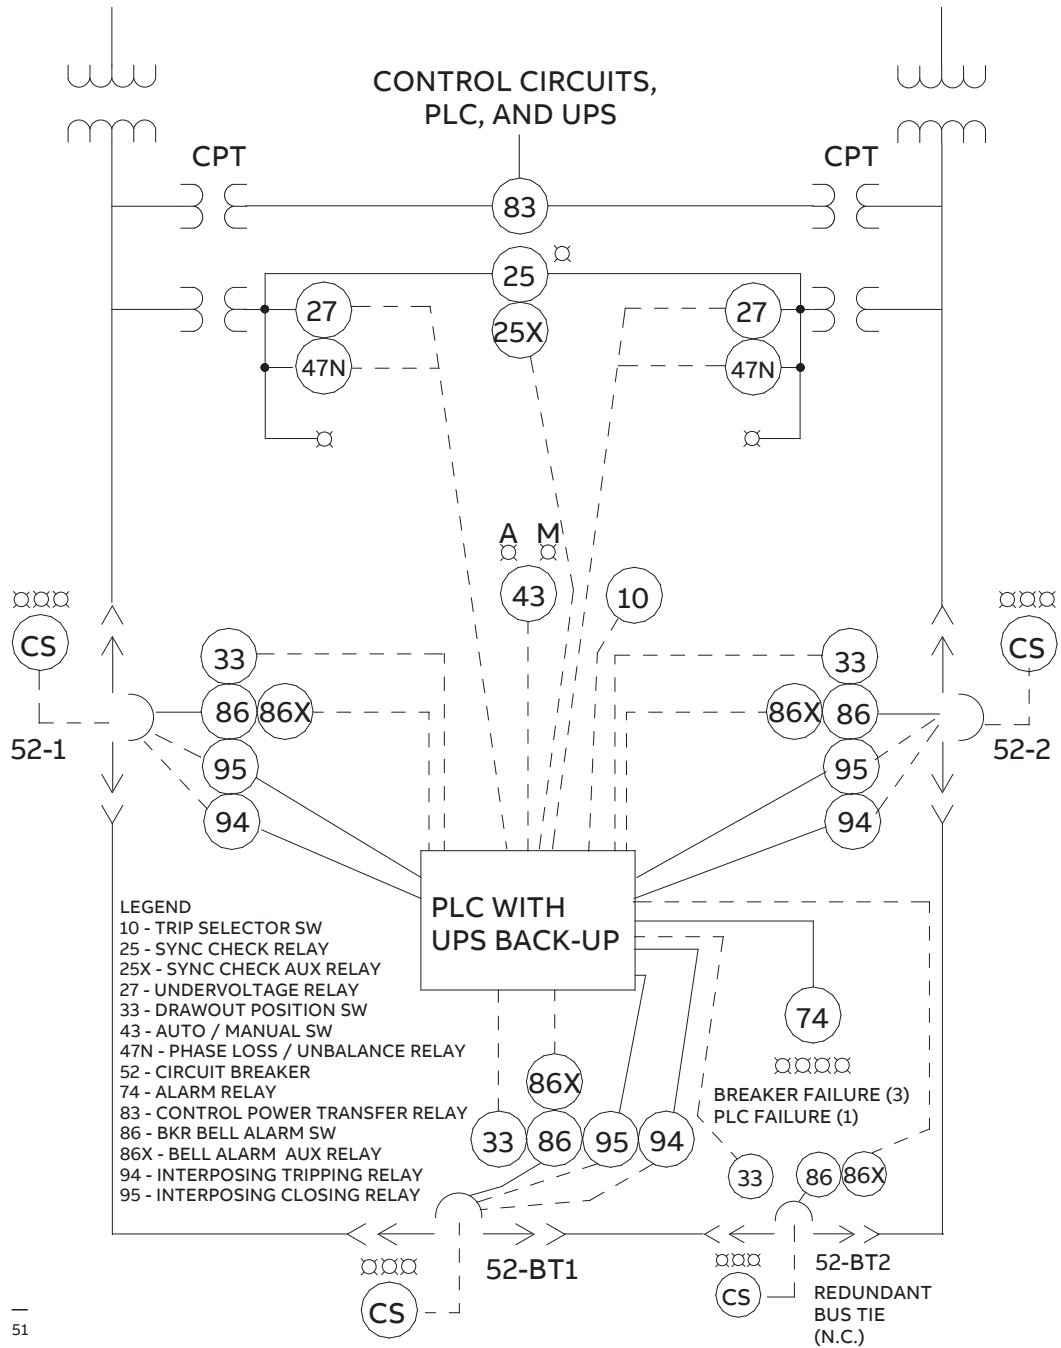 CONTROL CIRCUITS,
PLC, AND UPS
CPT
CPT
83
25
25X
27
27
47N
47N
A M
43
10
CS
CS
33
33
86 86X
86X 86
52-1
52-2
95
95
94
94
PLC WITH
UPS BACK-UP
LEGEND
10 - TRIP SELECTOR SW
25 - SYNC CHECK RELAY
25X - SYNC CHECK AUX RELAY
27 - UNDERVOLTAGE RELAY
33 - DRAWOUT POSITION SW
43 - AUTO / MANUAL SW
47N - PHASE LOSS / UNBALANCE RELAY
52 - CIRCUIT BREAKER
74 - ALARM RELAY
83 - CONTROL POWER TRANSFER RELAY
86 - BKR BELL ALARM SW
86X - BELL ALARM AUX RELAY
94 - INTERPOSING TRIPPING RELAY
95 - INTERPOSING CLOSING RELAY
74
BREAKER FAILURE (3)
PLC FAILURE (1)
86X
33 86 95 94
33 86 86X
52-BT1
52-BT2
CS
CS
REDUNDANT
BUS TIE
(N.C.)
51